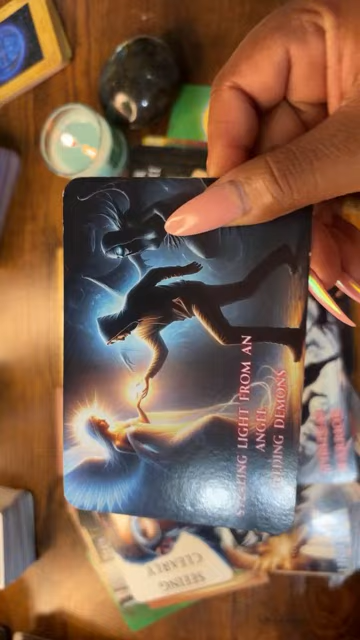 STEALING LIGHT FROM AN
ANGEL
FEEDING DEMONS
SEEING
CLEARLY